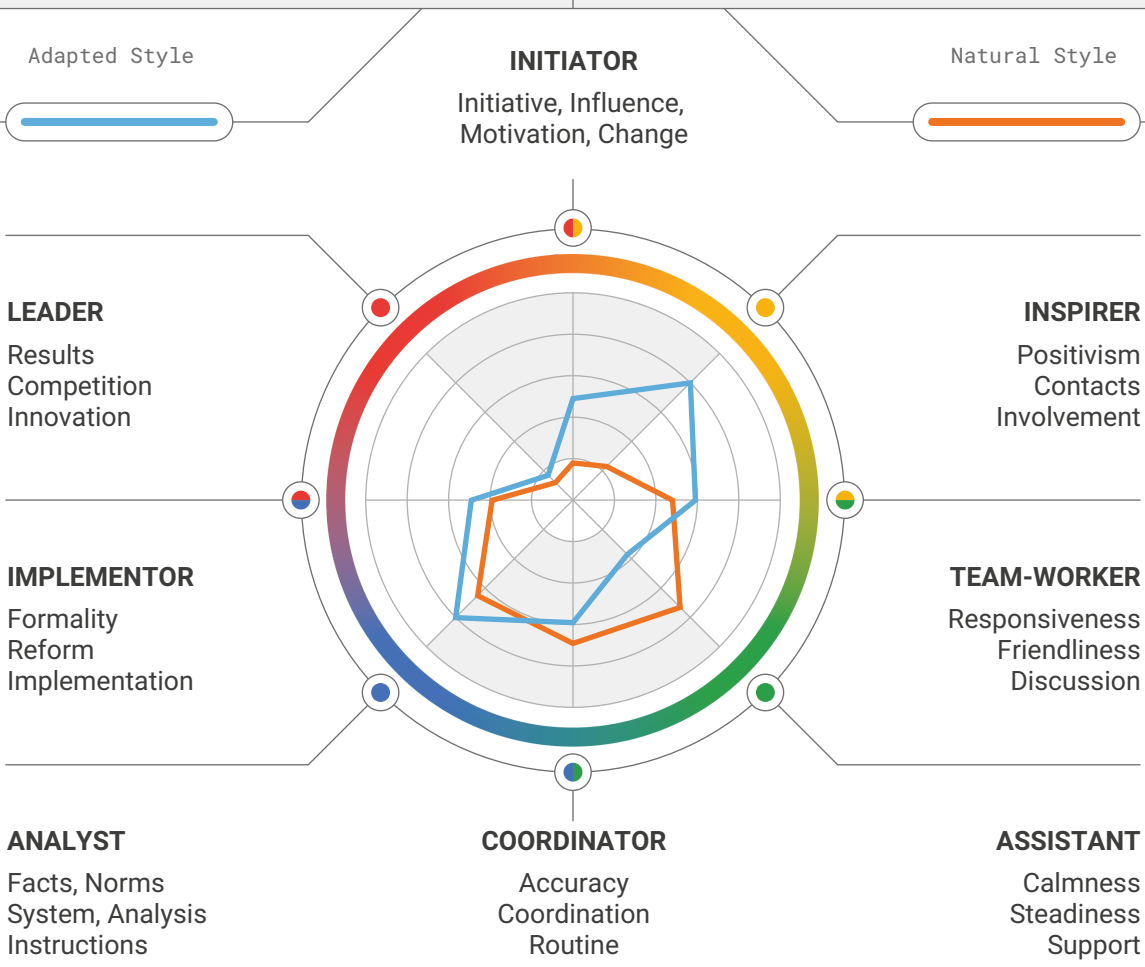 Adapted Style
Natural Style
INITIATOR
Initiative, Influence,
Motivation, Change
LEADER
Results
Competition
Innovation
INSPIRER
Positivism
Contacts
Involvement
IMPLEMENTOR
Formality
Reform
Implementation
TEAM-WORKER
Responsiveness
Friendliness
Discussion
ANALYST
Facts, Norms
System, Analysis
Instructions
COORDINATOR
Accuracy
Coordination
Routine
ASSISTANT
Calmness
Steadiness
Support